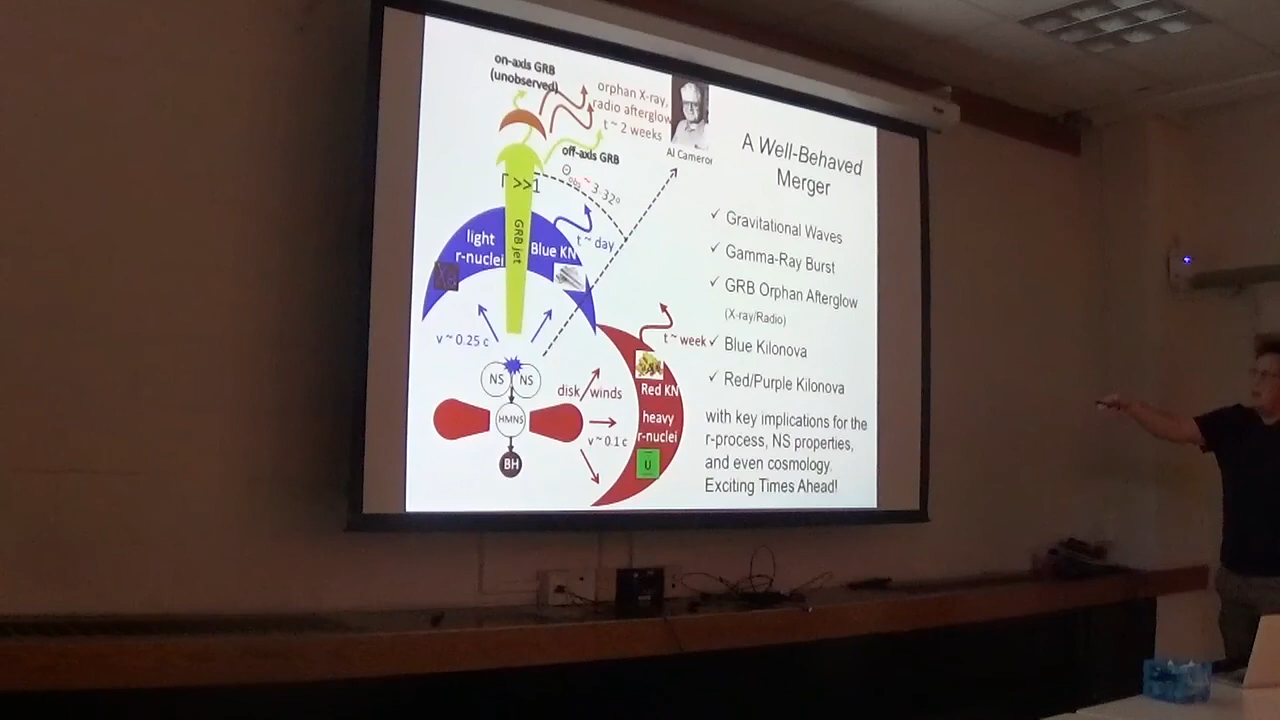 on-axis GRB
(unobserved)
orphan X-ray,
radio afterglow
t ~ 2 weeks
Al Cameron
off-axis GRB
Γ >>1
GRB jet
light
r-nuclei
Blue KN
t ~ day
v ~ 0.25 c
NS
NS
HMNS
BH
disk winds
v ~ 0.1 c
t ~ week
Red KN
heavy
r-nuclei
U
A Well-Behaved
Merger
✓ Gravitational Waves
✓ Gamma-Ray Burst
✓ GRB Orphan Afterglow
(X-ray/Radio)
✓ Blue Kilonova
✓ Red/Purple Kilonova
with key implications for the
r-process, NS properties,
and even cosmology.
Exciting Times Ahead!